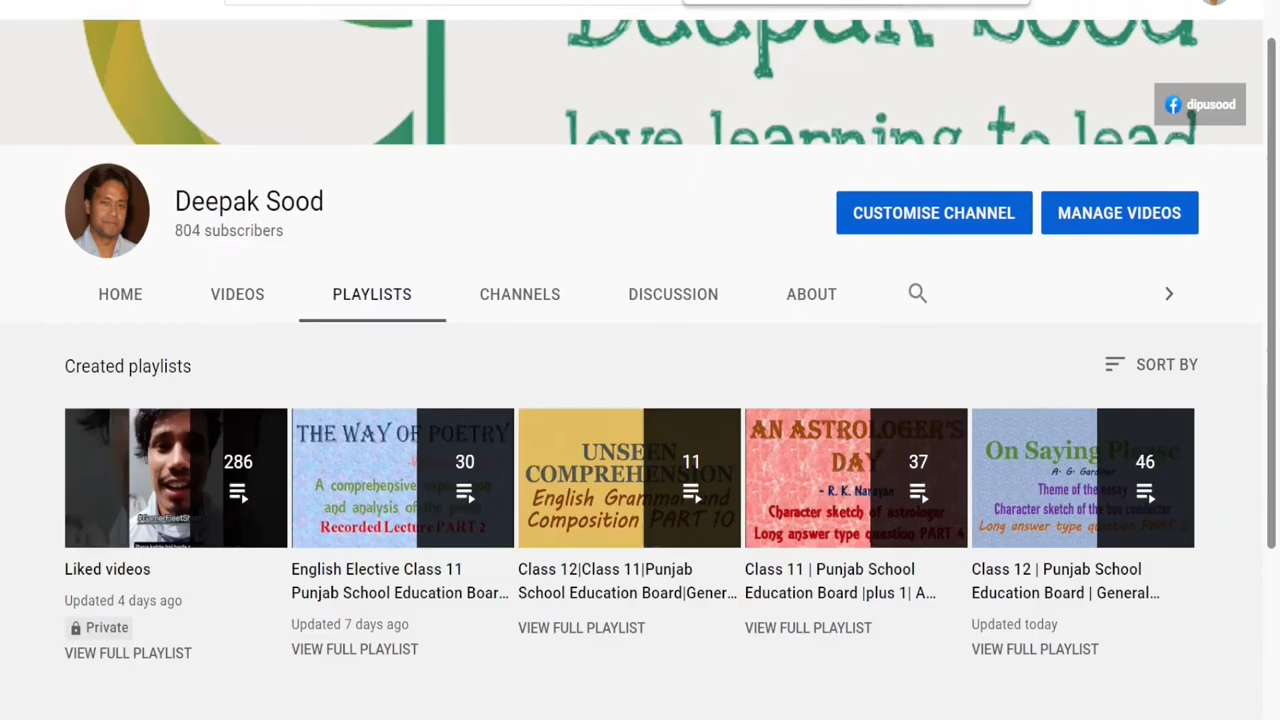 Deepak Sood
love learning to lead
dipusood
Deepak Sood
804 subscribers
CUSTOMISE CHANNEL
MANAGE VIDEOS
HOME
VIDEOS
PLAYLISTS
CHANNELS
DISCUSSION
ABOUT
Created playlists
SORT BY
286
THE WAY OF POETRY
A comprehensive
and analysis of the
Recorded Lecture PART 2
30
UNSEEN
COMPREHENSION
English Grammar and
Composition PART 10
11
AN ASTROLOGER'S
DAY
- R. K. Narayan
Character sketch of astrologer
Long answer type question PART 4
37
On Saying Please
A. G. Gardiner
Theme of the essay
Character sketch of the bus conductor
Long answer type question PART
46
Liked videos
Updated 4 days ago
Private
VIEW FULL PLAYLIST
English Elective Class 11
Punjab School Education Boar...
Updated 7 days ago
VIEW FULL PLAYLIST
Class 12|Class 11|Punjab
School Education Board|Gener...
VIEW FULL PLAYLIST
Class 11 | Punjab School
Education Board |plus 1| A...
VIEW FULL PLAYLIST
Class 12 | Punjab School
Education Board | General...
Updated today
VIEW FULL PLAYLIST